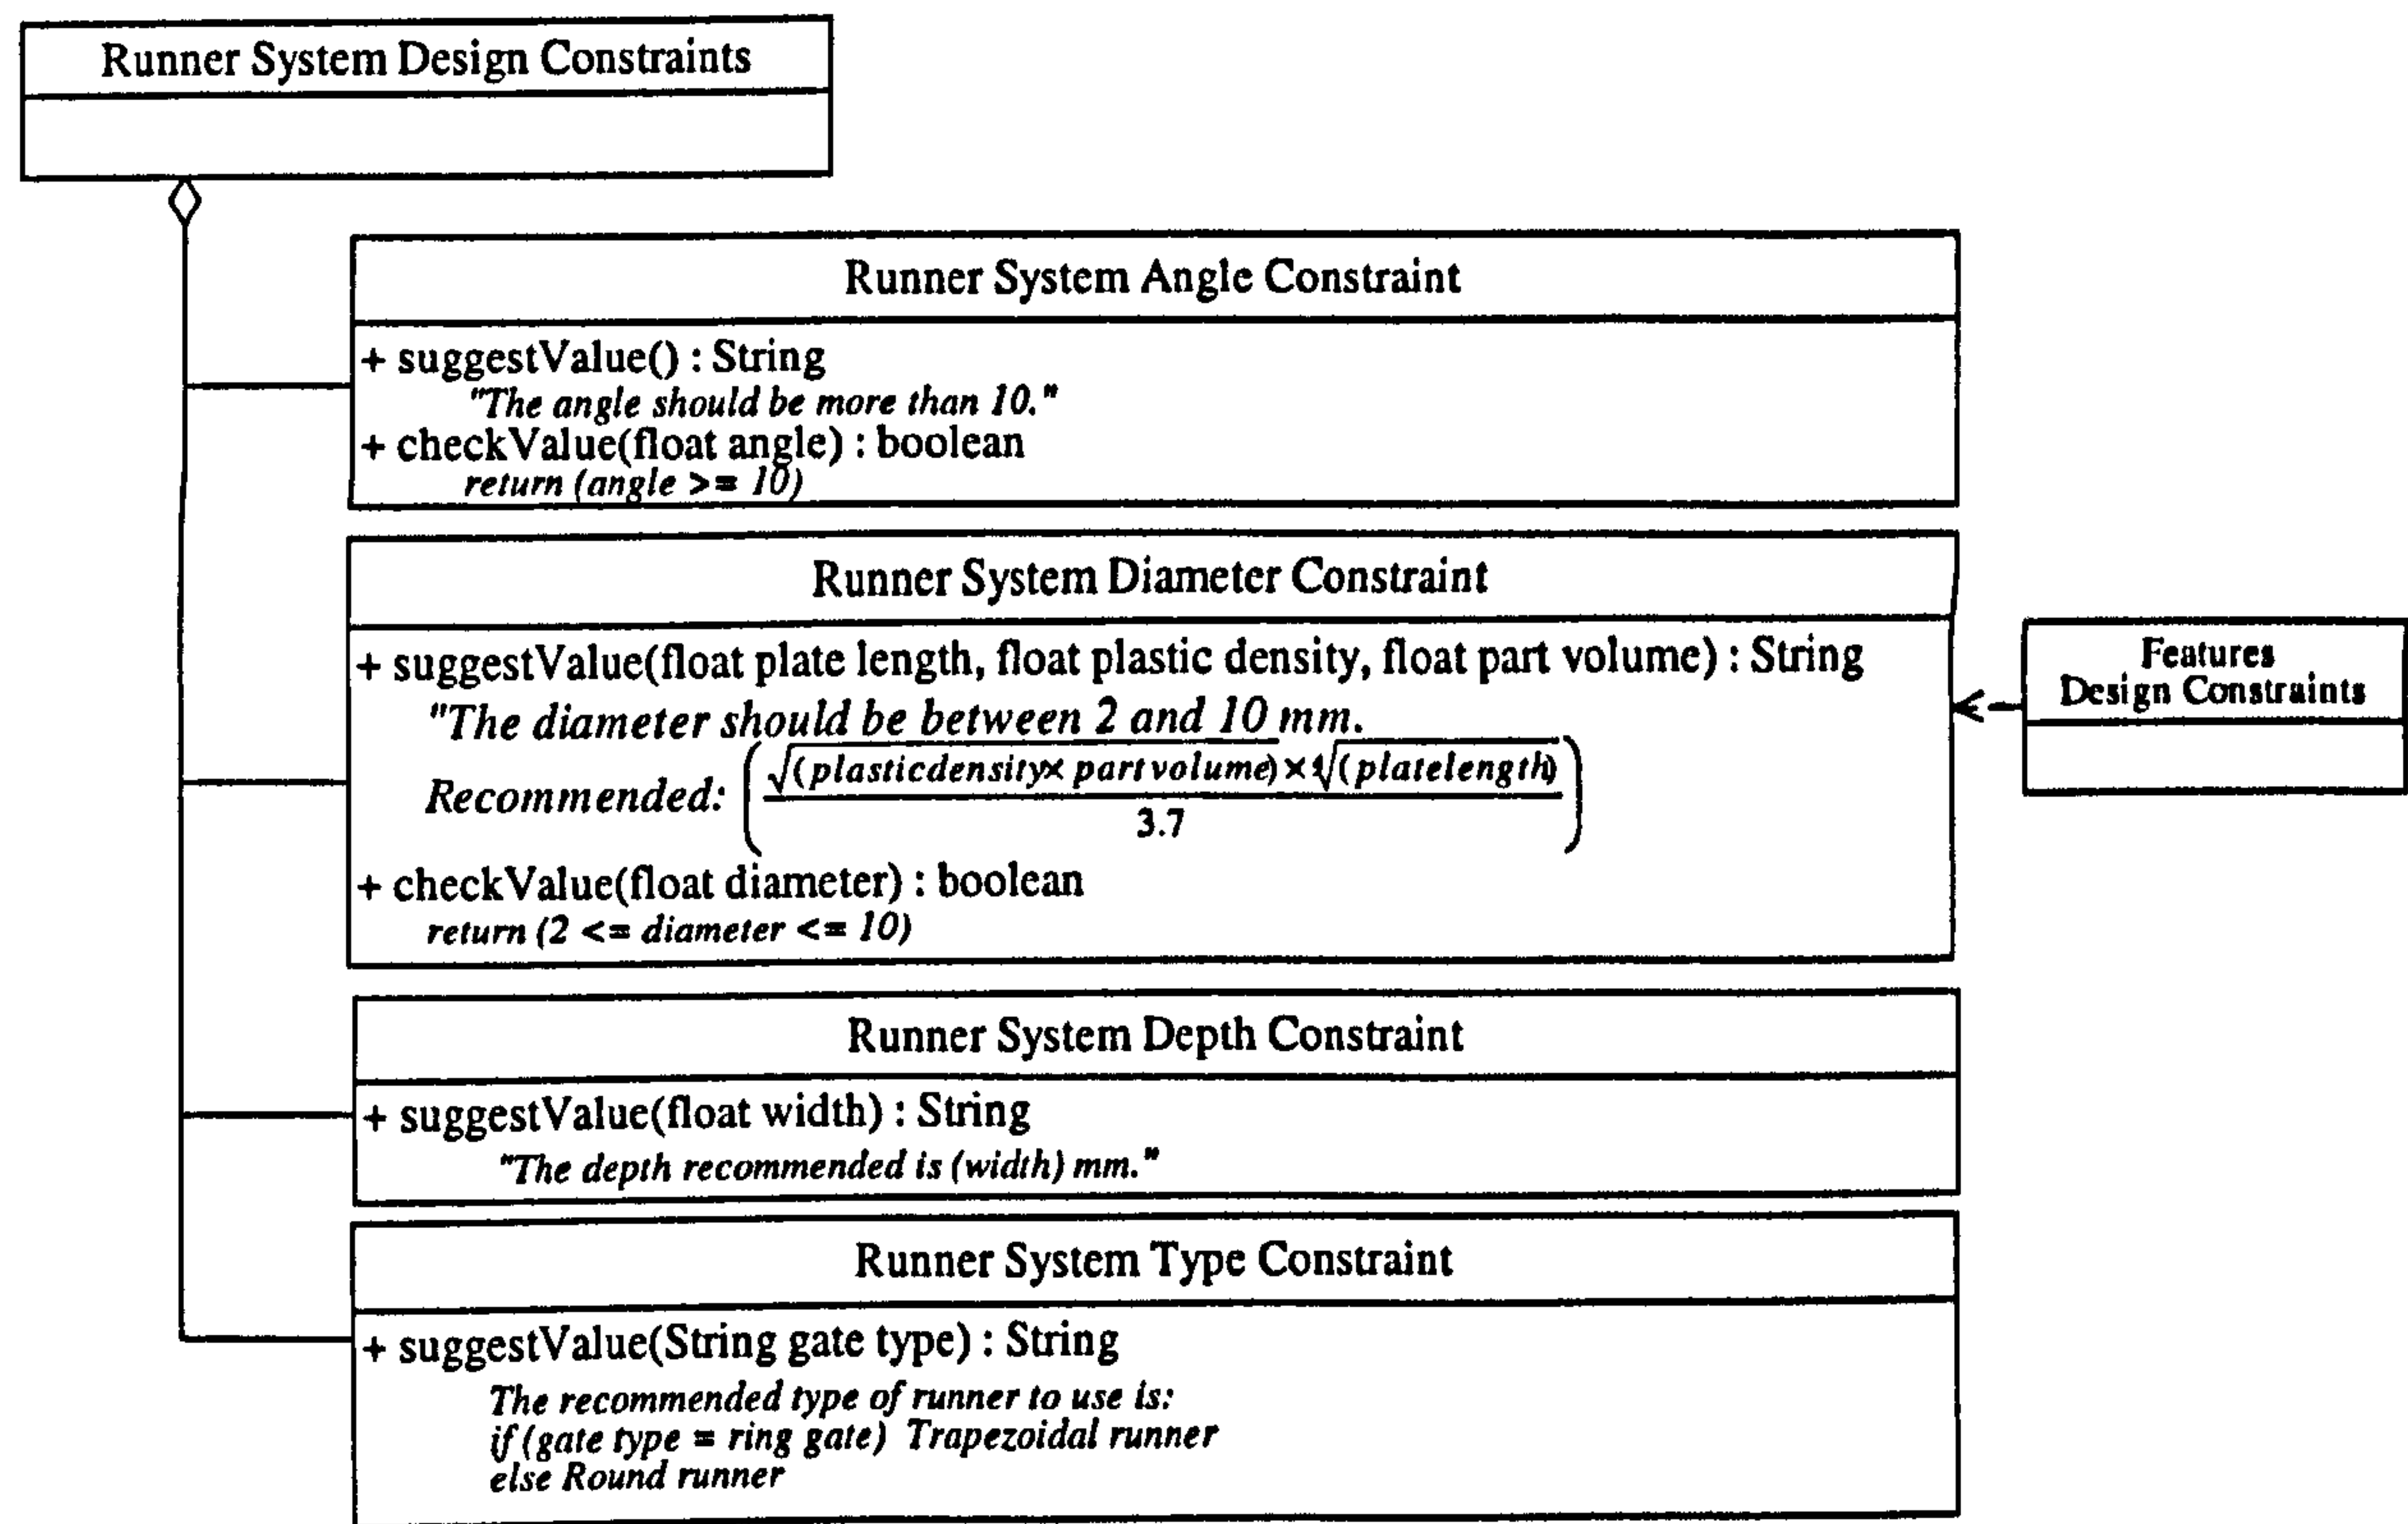 Runner System Design Constraints
Runner System Angle Constraint
+ suggestValue() : String
"The angle should be more than 10."
+ checkValue(float angle) : boolean
return (angle >= 10)
Runner System Diameter Constraint
+ suggestValue(float plate length, float plastic density, float part volume) : String
"The diameter should be between 2 and 10 mm.
Recommended: ( √(plasticdensity× partvolume) × ∜(platelength) / 3.7 )
+ checkValue(float diameter) : boolean
return (2 <= diameter <= 10)
Features
Design Constraints
Runner System Depth Constraint
+ suggestValue(float width) : String
"The depth recommended is (width) mm."
Runner System Type Constraint
+ suggestValue(String gate type) : String
The recommended type of runner to use is:
if (gate type = ring gate) Trapezoidal runner
else Round runner